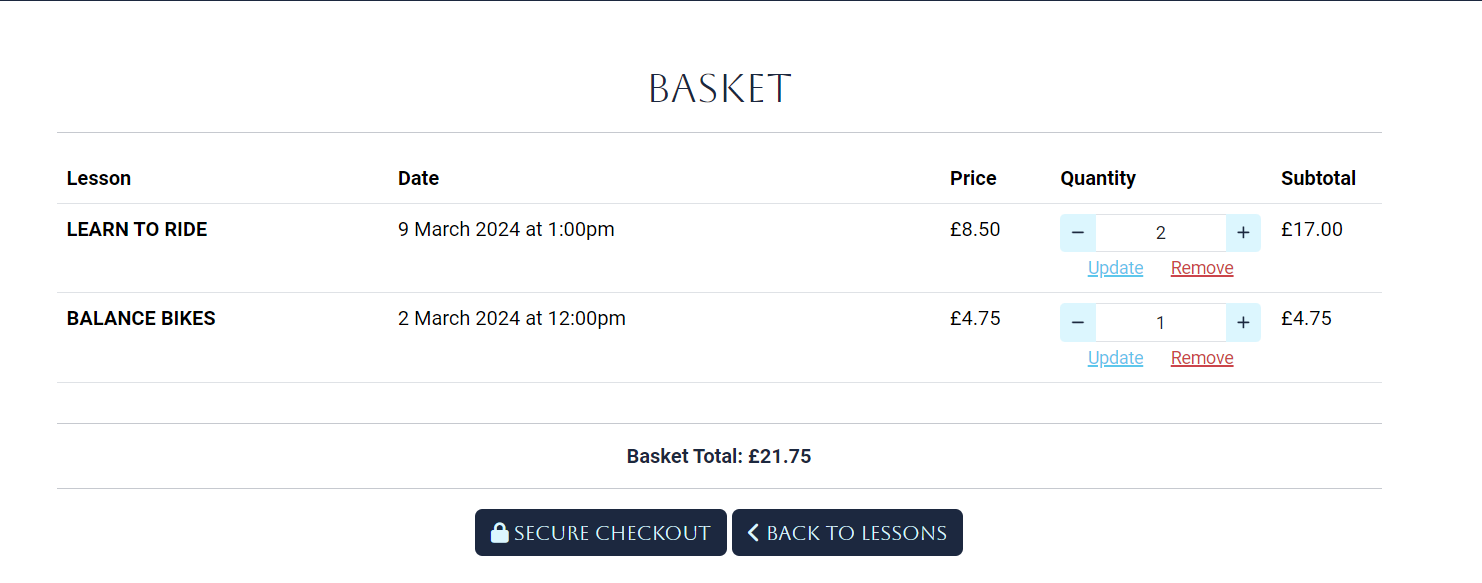 BASKET
Lesson Date Price Quantity Subtotal
LEARN TO RIDE 9 March 2024 at 1:00pm £8.50 − 2 + £17.00
Update Remove
BALANCE BIKES 2 March 2024 at 12:00pm £4.75 − 1 + £4.75
Update Remove
Basket Total: £21.75
SECURE CHECKOUT BACK TO LESSONS